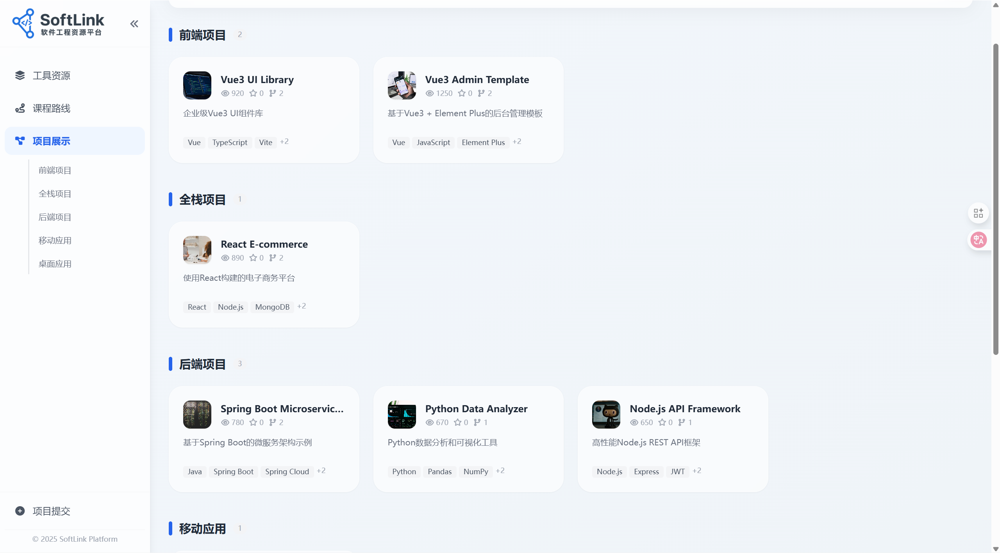 SoftLink
软件工程资源平台
工具资源
课程路线
项目展示
前端项目
全栈项目
后端项目
移动应用
桌面应用
项目提交
© 2025 SoftLink Platform
前端项目 2
Vue3 UI Library
920 0 2
企业级Vue3 UI组件库
Vue TypeScript Vite +2
Vue3 Admin Template
1250 0 2
基于Vue3 + Element Plus的后台管理模板
Vue JavaScript Element Plus +2
全栈项目 1
React E-commerce
890 0 2
使用React构建的电子商务平台
React Node.js MongoDB +2
后端项目 3
Spring Boot Microservic...
780 0 2
基于Spring Boot的微服务架构示例
Java Spring Boot Spring Cloud +2
Python Data Analyzer
670 0 1
Python数据分析和可视化工具
Python Pandas NumPy +2
Node.js API Framework
650 0 1
高性能Node.js REST API框架
Node.js Express JWT +2
移动应用 1